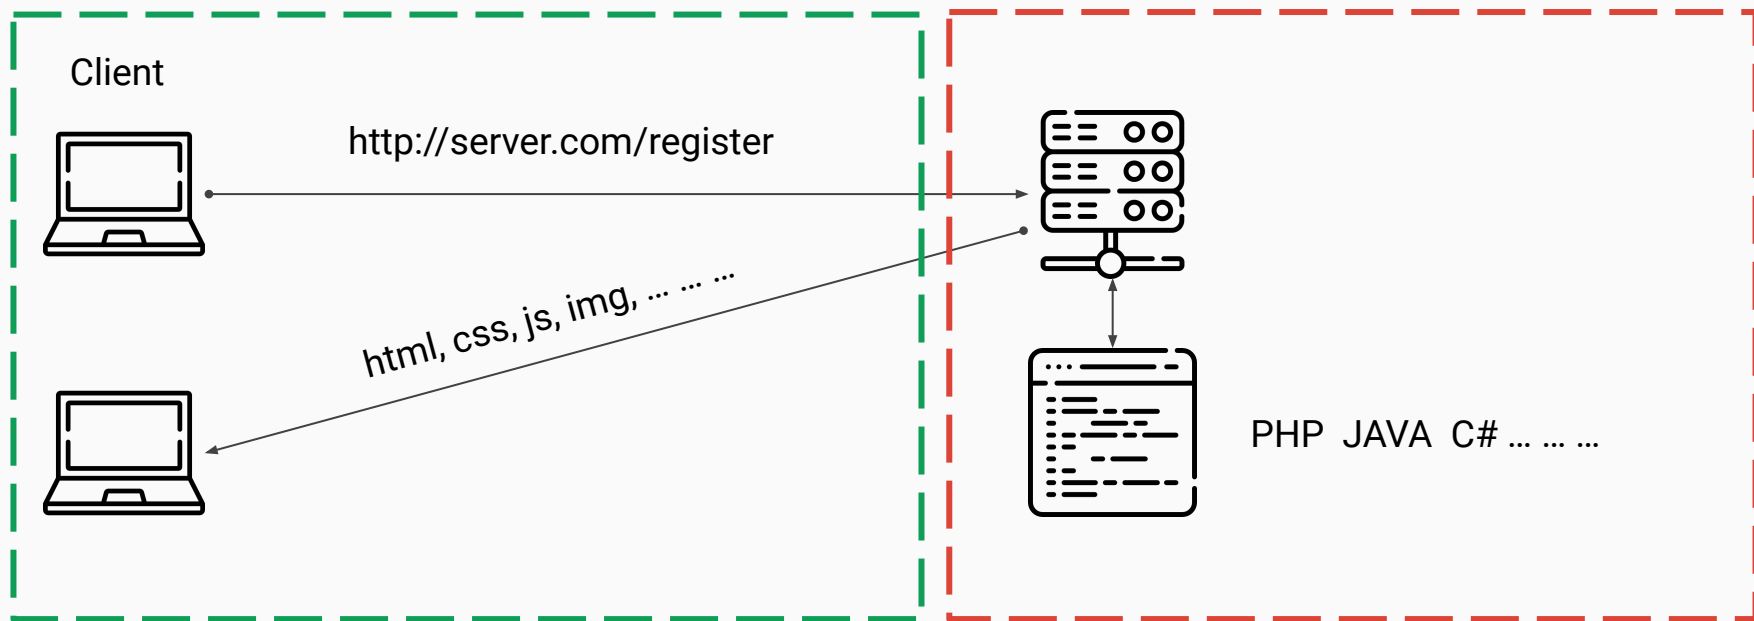 Client
http://server.com/register
html, css, js, img, ... ... ...
PHP JAVA C# ... ... ...